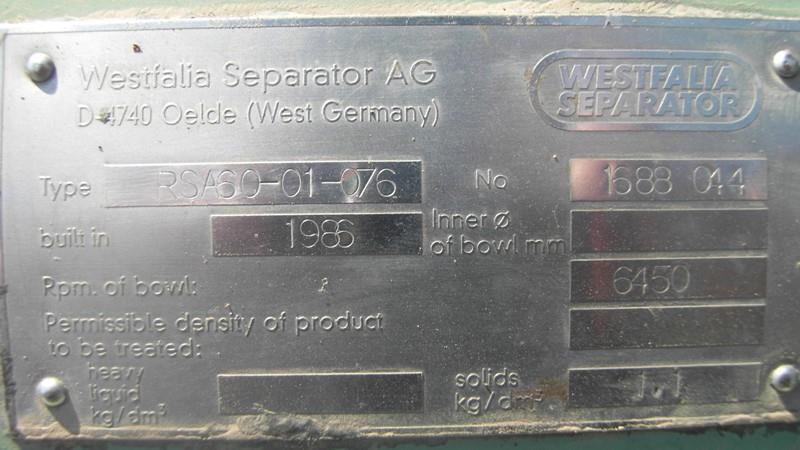 Westfalia Separator AG
D-4740 Oelde (West Germany)
WESTFALIA
SEPARATOR
Type RSA60-01-076 No 1688 044
built in 1986 Inner ø
of bowl mm
Rpm. of bowl: 6450
Permissible density of product
to be treated:
heavy
liquid
kg/dm³
solids
kg/dm³ 1,1